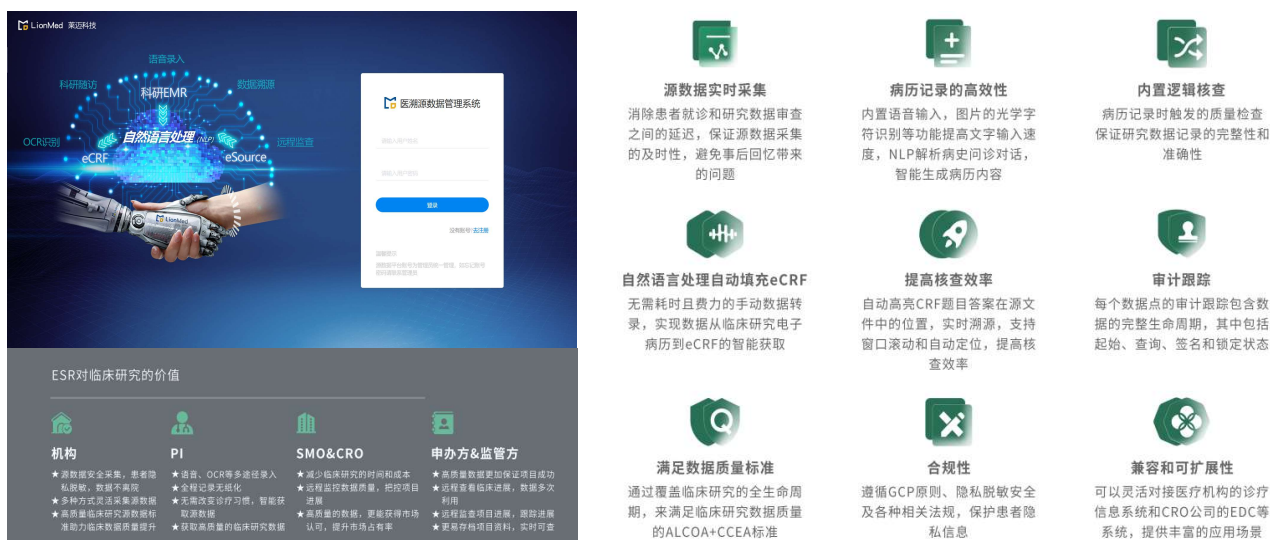 LionMed 莱迈科技
语音录入
科研随访
数据溯源
科研EMR
OCR识别
自然语言处理 (NLP)
远程监查
eCRF
eSource
LionMed
医溯源数据管理系统
请输入用户账号
请输入用户密码
登录
没有账号?去注册
温馨提示
ESR对临床研究的价值
机构
★源数据安全采集，患者隐
私脱敏，数据不离院
★多种方式灵活采集源数据
★高质量临床研究源数据标
准助力临床数据质量提升
PI
★语音、OCR等多途径录入
★全程记录无纸化
★无需改变诊疗习惯，智能获
取源数据
★获取高质量的临床研究数据
SMO&CRO
★减少临床研究的时间和成本
★远程监控数据质量，把控项目
进展
★高质量的数据，更能获得市场
认可，提升市场占有率
申办方&监管方
★高质量数据更加保证项目成功
★远程查看临床进展，数据多次
利用
★远程监查项目进展，跟踪进展
★更易存档项目资料，实时可查
源数据实时采集
消除患者就诊和研究数据审查
之间的延迟，保证源数据采集
的及时性，避免事后回忆带来
的问题
病历记录的高效性
内置语音输入，图片的光学字
符识别等功能提高文字输入速
度，NLP解析病史问诊对话，
智能生成病历内容
内置逻辑核查
病历记录时触发的质量检查
保证研究数据记录的完整性和
准确性
自然语言处理自动填充eCRF
无需耗时且费力的手动数据转
录，实现数据从临床研究电子
病历到eCRF的智能获取
提高核查效率
自动高亮CRF题目答案在源文
件中的位置，实时溯源，支持
窗口滚动和自动定位，提高核
查效率
审计跟踪
每个数据点的审计跟踪包含数
据的完整生命周期，其中包括
起始、查询、签名和锁定状态
满足数据质量标准
通过覆盖临床研究的全生命周
期，来满足临床研究数据质量
的ALCOA+CCEA标准
合规性
遵循GCP原则、隐私脱敏安全
及各种相关法规，保护患者隐
私信息
兼容和可扩展性
可以灵活对接医疗机构的诊疗
信息系统和CRO公司的EDC等
系统，提供丰富的应用场景